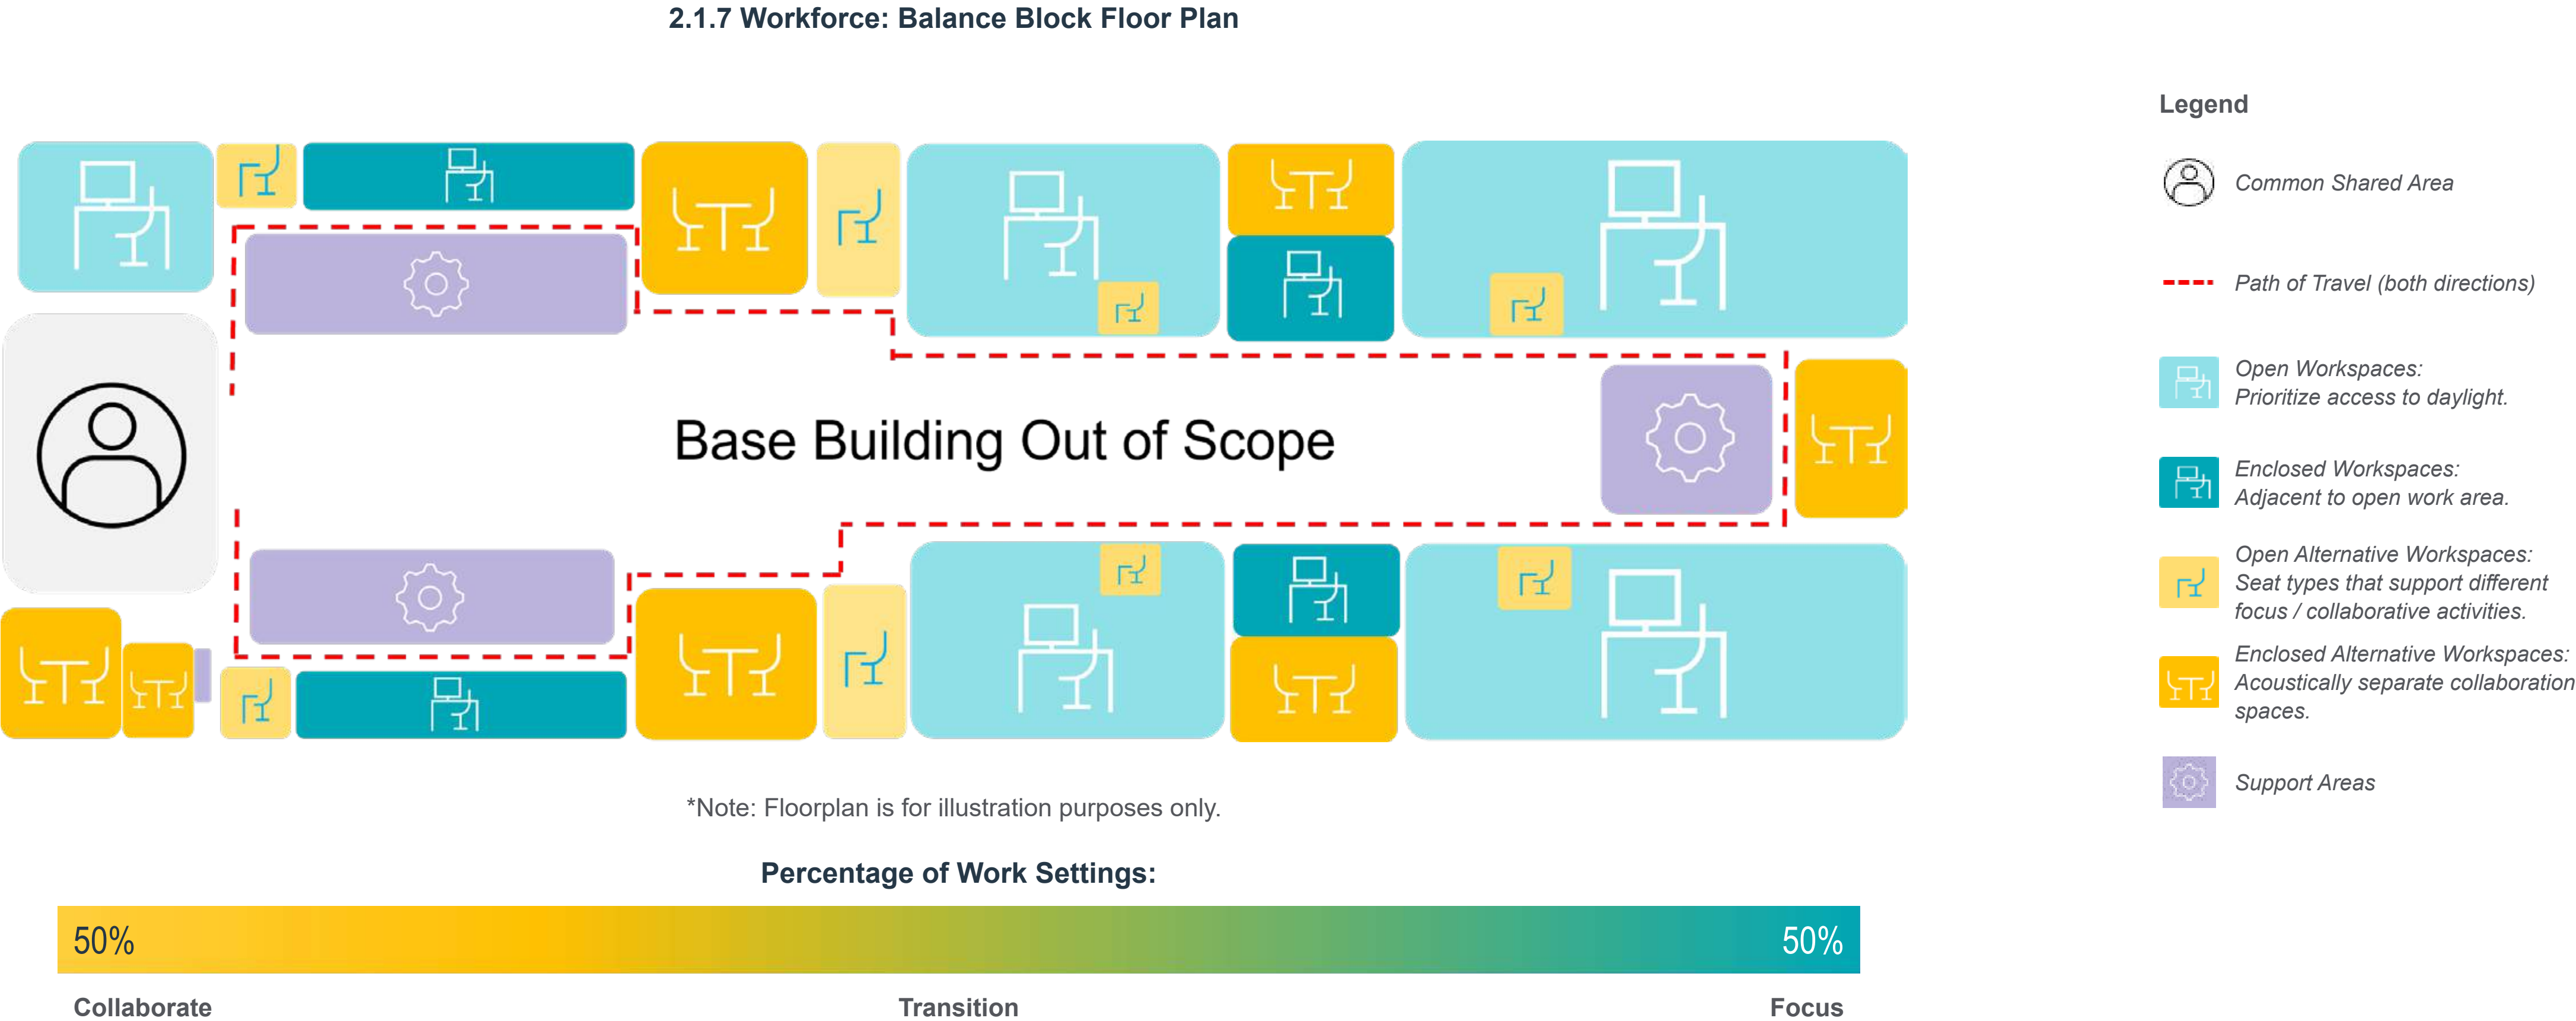 2.1.7 Workforce: Balance Block Floor Plan
Base Building Out of Scope
Legend
Common Shared Area
Path of Travel (both directions)
Open Workspaces:
Prioritize access to daylight.
Enclosed Workspaces:
Adjacent to open work area.
Open Alternative Workspaces:
Seat types that support different
focus / collaborative activities.
Enclosed Alternative Workspaces:
Acoustically separate collaboration
spaces.
Support Areas
*Note: Floorplan is for illustration purposes only.
Percentage of Work Settings:
50%
50%
Collaborate
Transition
Focus